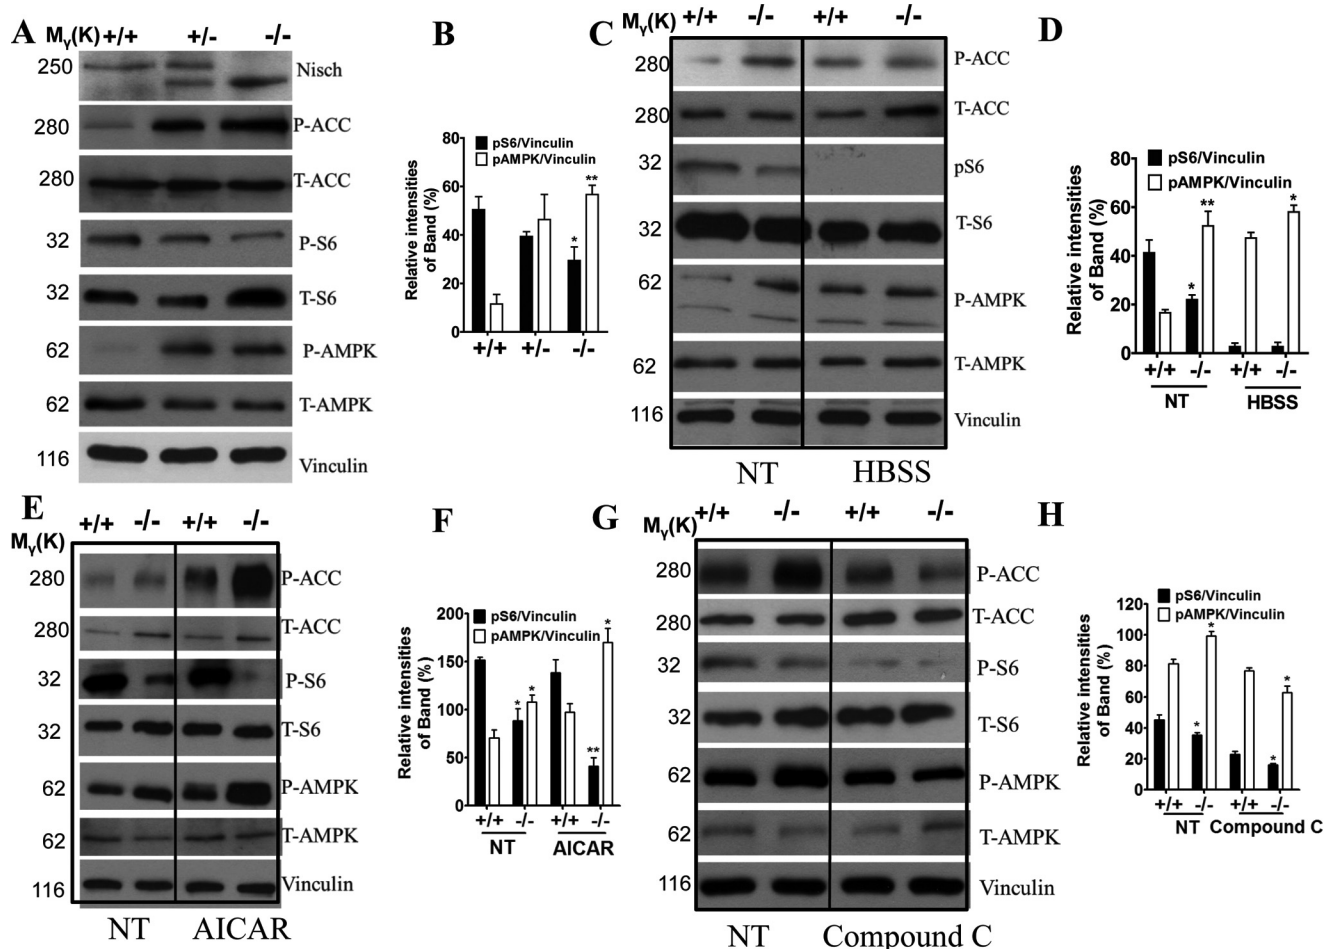 A
Mγ(K) +/+ +/- -/-
250 Nisch
280 P-ACC
280 T-ACC
32 P-S6
32 T-S6
62 P-AMPK
62 T-AMPK
116 Vinculin
B
80
60
40
20
0
Relative intensities
of Band (%)
pS6/Vinculin
pAMPK/Vinculin
* **
+/+ +/- -/-
C
Mγ(K) +/+ -/- +/+ -/-
280 P-ACC
280 T-ACC
32 pS6
32 T-S6
62 P-AMPK
62 T-AMPK
116 Vinculin
NT HBSS
D
80
60
40
20
0
Relative intensities
of Band (%)
pS6/Vinculin
pAMPK/Vinculin
* ** *
+/+ -/- +/+ -/-
NT HBSS
E
+/+ -/- +/+ -/-
Mγ(K)
280 P-ACC
280 T-ACC
32 P-S6
32 T-S6
62 P-AMPK
62 T-AMPK
116 Vinculin
NT AICAR
F
200
150
100
50
0
Relative intensities
of Band (%)
pS6/Vinculin
pAMPK/Vinculin
* * ** *
+/+ -/- +/+ -/-
NT AICAR
G
Mγ(K) +/+ -/- +/+ -/-
280 P-ACC
280 T-ACC
32 P-S6
32 T-S6
62 P-AMPK
62 T-AMPK
116 Vinculin
NT Compound C
H
120
100
80
60
40
20
0
Relative intensities
of Band (%)
pS6/Vinculin
pAMPK/Vinculin
* * * *
+/+ -/- +/+ -/-
NT Compound C